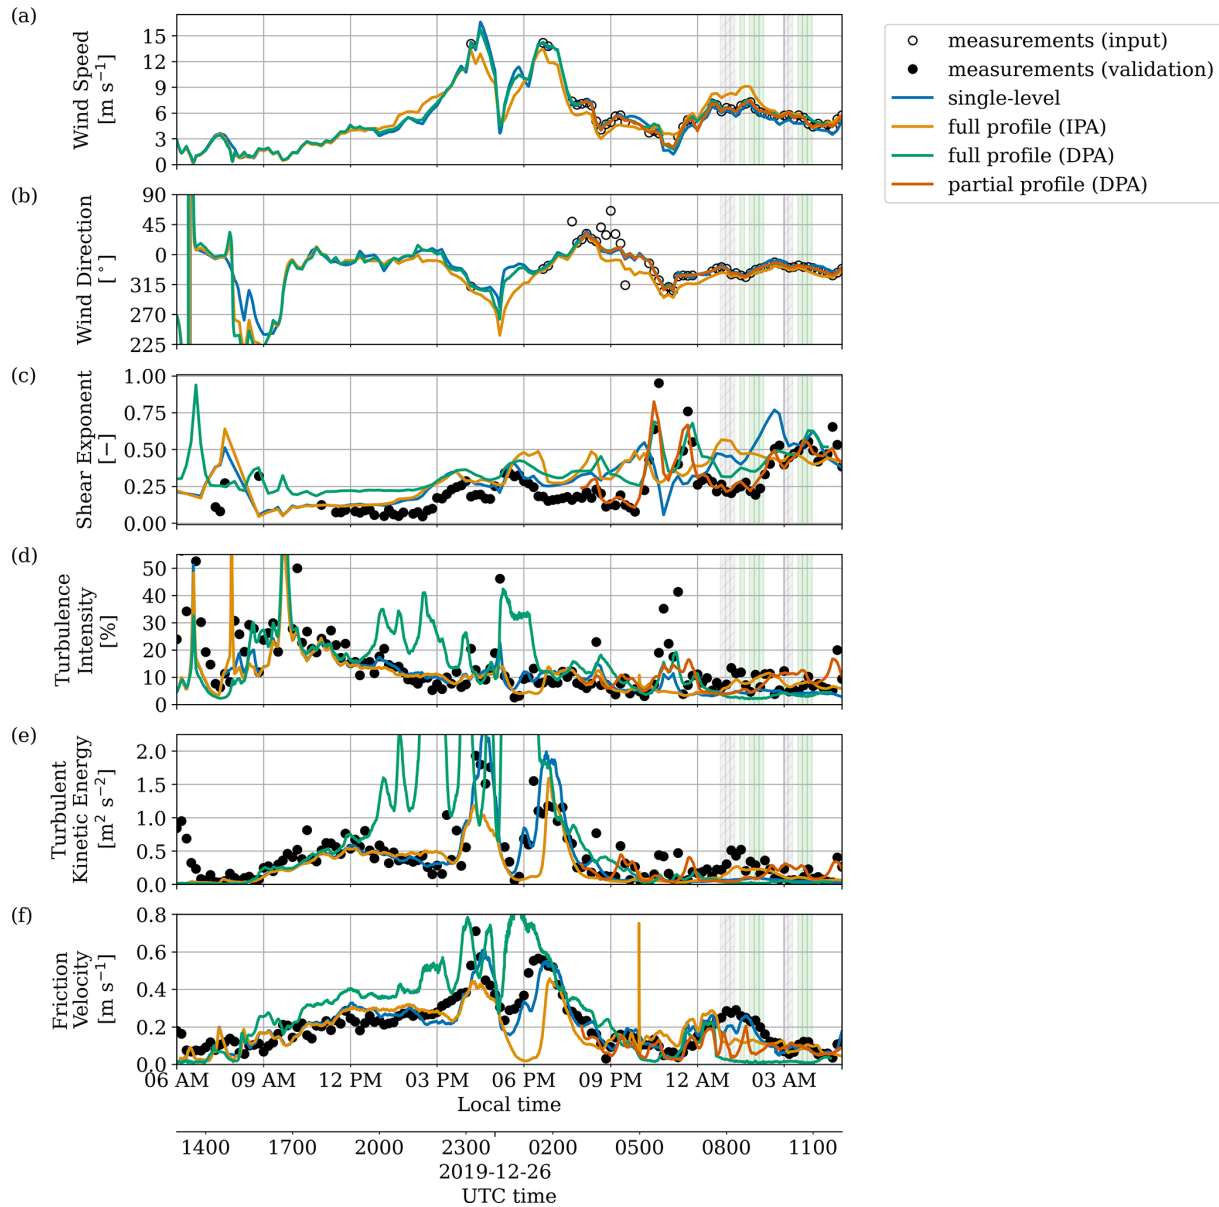 (a)
Wind Speed
[m s⁻¹]
15
12
9
6
3
0
measurements (input)
measurements (validation)
single-level
full profile (IPA)
full profile (DPA)
partial profile (DPA)
(b)
Wind Direction
[°]
90
45
0
315
270
225
(c)
Shear Exponent
[−]
1.00
0.75
0.50
0.25
0.00
(d)
Turbulence
Intensity
[%]
50
40
30
20
10
0
(e)
Turbulent
Kinetic Energy
[m² s⁻²]
2.0
1.5
1.0
0.5
0.0
(f)
Friction
Velocity
[m s⁻¹]
0.8
0.6
0.4
0.2
0.0
06 AM 09 AM 12 PM 03 PM 06 PM 09 PM 12 AM 03 AM
Local time
1400 1700 2000 2300 0200 0500 0800 1100
2019-12-26
UTC time